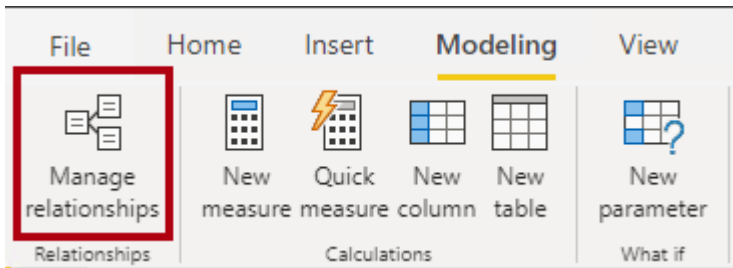 File Home Insert Modeling View
Manage relationships
New measure
Quick measure
New column
New table
New parameter
Relationships Calculations What if